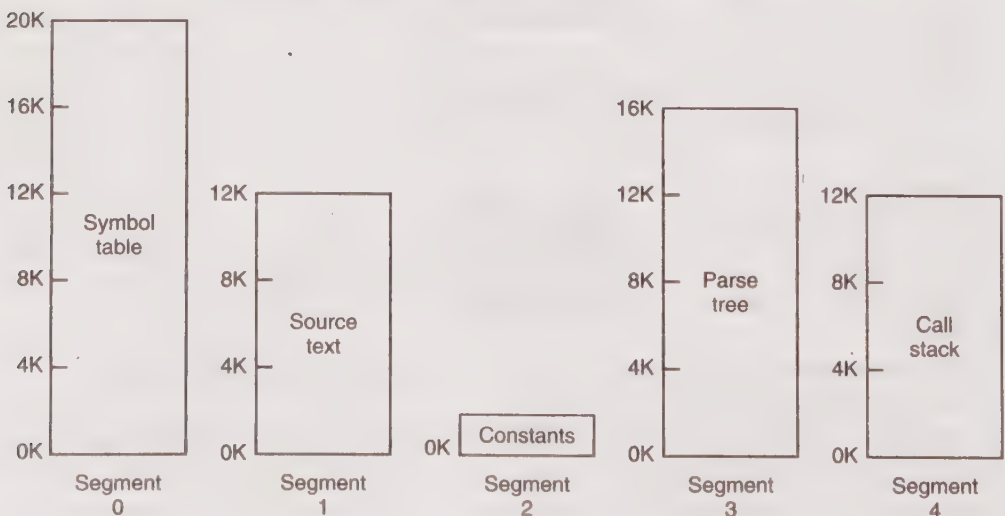 20K
16K
12K
8K
4K
0K
Symbol
table
Segment
0
12K
8K
4K
0K
Source
text
Segment
1
0K
Constants
Segment
2
16K
12K
8K
4K
0K
Parse
tree
Segment
3
12K
8K
4K
0K
Call
stack
Segment
4